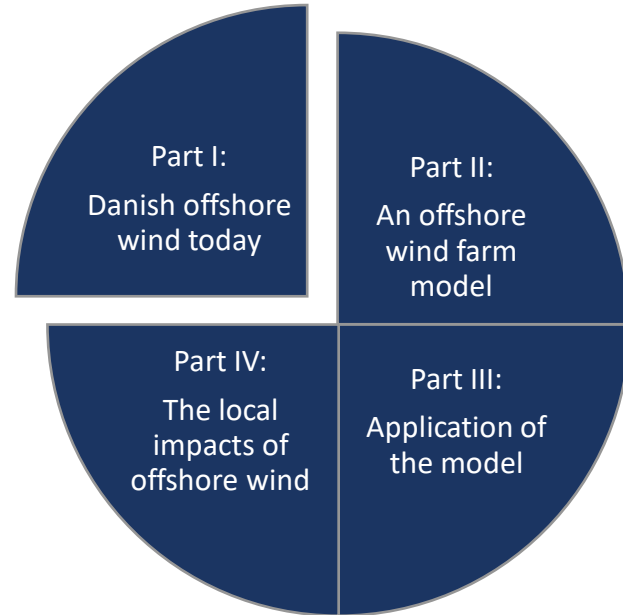 Part I:
Danish offshore
wind today
Part II:
An offshore
wind farm
model
Part IV:
The local
impacts of
offshore wind
Part III:
Application of
the model